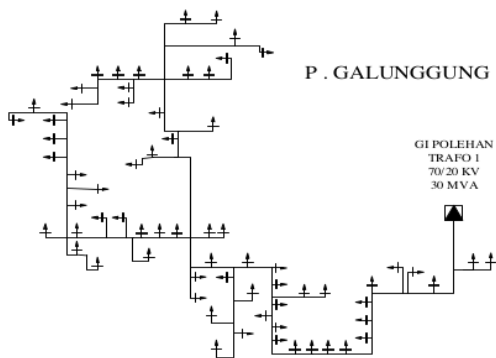 P . GALUNGGUNG
GI POLEHAN
TRAFO 1
70/20 KV
30 MVA